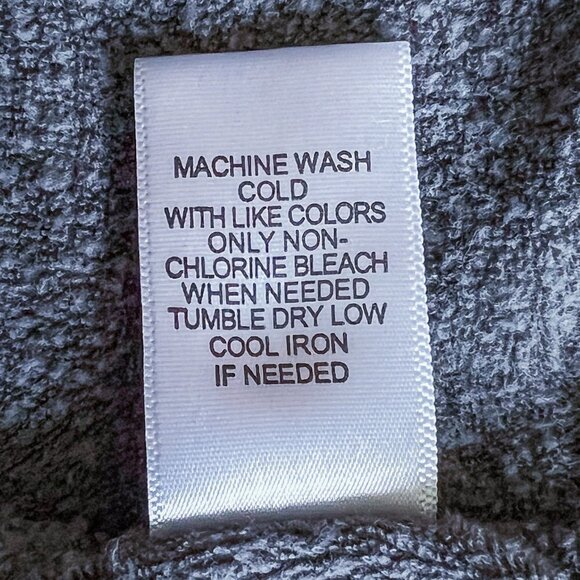 MACHINE WASH
COLD
WITH LIKE COLORS
ONLY NON-
CHLORINE BLEACH
WHEN NEEDED
TUMBLE DRY LOW
COOL IRON
IF NEEDED